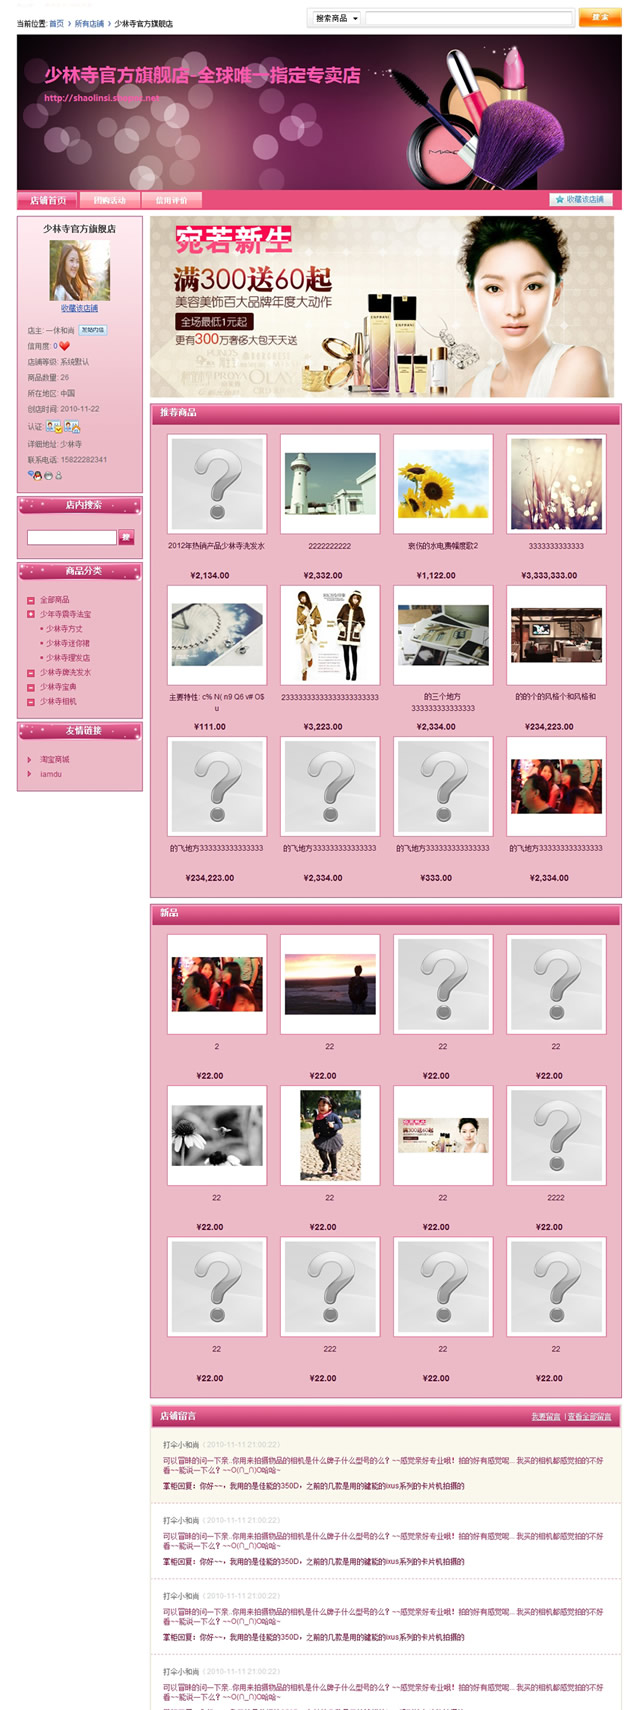 当前位置: 首页 > 所有店铺 > 少林寺官方旗舰店
搜索商品
搜索
少林寺官方旗舰店-全球唯一指定专卖店
店铺首页
团购活动
信用评价
收藏该店铺
少林寺官方旗舰店
收藏该店铺
店主: 一休和尚
信用度: 0
店铺等级: 系统默认
商品数量: 26
所在地区: 中国
创店时间: 2010-11-22
认证:
详细地址: 少林寺
联系电话: 15822282341
店内搜索
搜
商品分类
全部商品
少年寺震寺法宝
少林寺方丈
少林寺迷你裙
少林寺理发店
少林寺牌洗发水
少林寺宝典
少林寺相机
友情链接
淘宝商城
iamdu
宛若新生
满300送60起
美容美饰百大品牌年度大动作
全场最低1元起
更有300万奢侈大包天天送
推荐商品
2012年热销产品少林寺洗发水
2222222222
衰伤的水电费幅度歌2
3333333333333
¥2,134.00
¥2,332.00
¥1,122.00
¥3,333,333.00
主要特性: c% N( n9 Q6 v# O$
u
23333333333333333333333
的三个地方
333333333333333
的的个的风格个和风格和
¥111.00
¥3,223.00
¥2,334.00
¥234,223.00
的飞地方333333333333333
的飞地方333333333333333
的飞地方333333333333333
的飞地方333333333333333
¥234,223.00
¥2,334.00
¥333.00
¥2,334.00
新品
2
22
22
22
¥22.00
¥22.00
¥22.00
¥22.00
22
22
22
2222
¥22.00
¥22.00
¥22.00
¥22.00
22
222
22
22
¥22.00
¥22.00
¥22.00
¥22.00
店铺留言
我要留言 | 查看全部留言
打伞小和尚 ( 2010-11-11 21:00:22 )
可以冒昧的问一下亲..你用来拍摄物品的相机是什么牌子什么型号的么? ~~感觉亲好专业哦! 拍的好有感觉呢... 我买的相机都感觉拍的不好
看~~能说一下么? ~~O(∩_∩)O哈哈~
掌柜回复: 你好~~, 我用的是佳能的350D, 之前的几款是用的罐能的ixus系列的卡片机拍摄的
打伞小和尚 ( 2010-11-11 21:00:22 )
可以冒昧的问一下亲..你用来拍摄物品的相机是什么牌子什么型号的么? ~~感觉亲好专业哦! 拍的好有感觉呢... 我买的相机都感觉拍的不好
看~~能说一下么? ~~O(∩_∩)O哈哈~
掌柜回复: 你好~~, 我用的是佳能的350D, 之前的几款是用的罐能的ixus系列的卡片机拍摄的
打伞小和尚 ( 2010-11-11 21:00:22 )
可以冒昧的问一下亲..你用来拍摄物品的相机是什么牌子什么型号的么? ~~感觉亲好专业哦! 拍的好有感觉呢... 我买的相机都感觉拍的不好
看~~能说一下么? ~~O(∩_∩)O哈哈~
掌柜回复: 你好~~, 我用的是佳能的350D, 之前的几款是用的罐能的ixus系列的卡片机拍摄的
打伞小和尚 ( 2010-11-11 21:00:22 )
可以冒昧的问一下亲..你用来拍摄物品的相机是什么牌子什么型号的么? ~~感觉亲好专业哦! 拍的好有感觉呢... 我买的相机都感觉拍的不好
看~~能说一下么? ~~O(∩_∩)O哈哈~